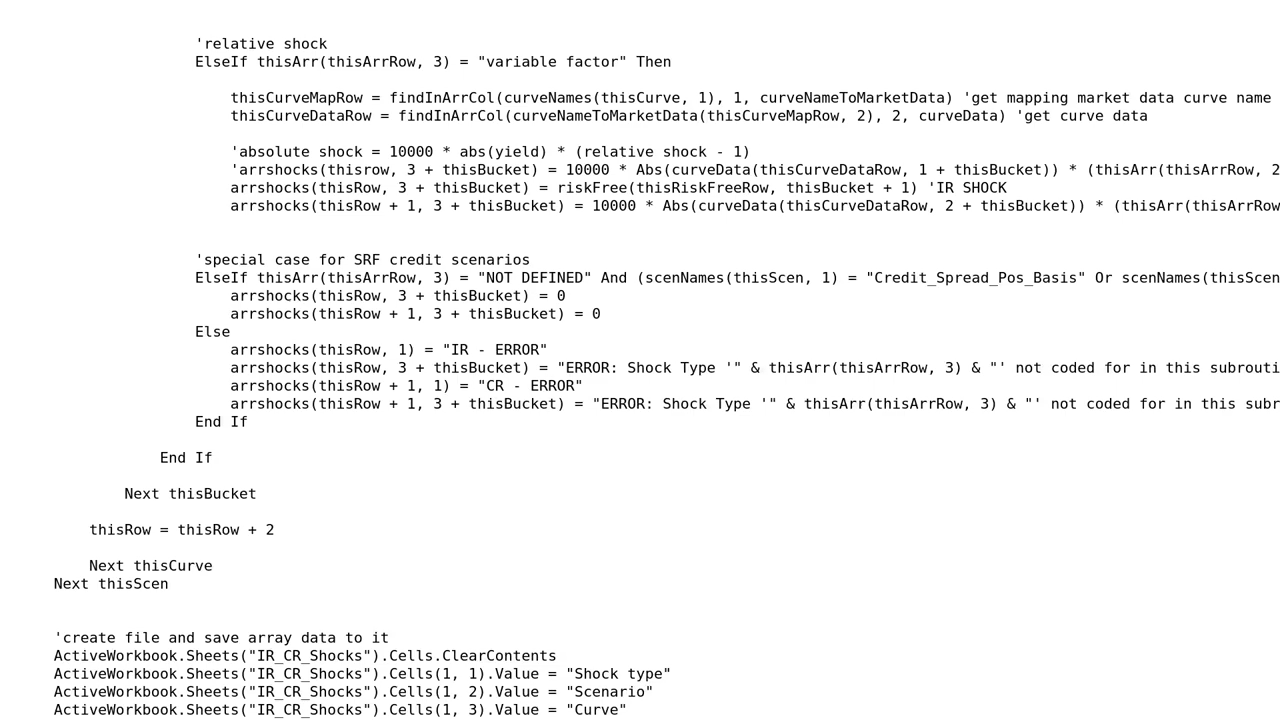 'relative shock
ElseIf thisArr(thisArrRow, 3) = "variable factor" Then
thisCurveMapRow = findInArrCol(curveNames(thisCurve, 1), 1, curveNameToMarketData) 'get mapping market data curve name
thisCurveDataRow = findInArrCol(curveNameToMarketData(thisCurveMapRow, 2), 2, curveData) 'get curve data
'absolute shock = 10000 * abs(yield) * (relative shock - 1)
'arrshocks(thisrow, 3 + thisBucket) = 10000 * Abs(curveData(thisCurveDataRow, 1 + thisBucket)) * (thisArr(thisArrRow, 2
arrshocks(thisRow, 3 + thisBucket) = riskFree(thisRiskFreeRow, thisBucket + 1) 'IR SHOCK
arrshocks(thisRow + 1, 3 + thisBucket) = 10000 * Abs(curveData(thisCurveDataRow, 2 + thisBucket)) * (thisArr(thisArrRow
'special case for SRF credit scenarios
ElseIf thisArr(thisArrRow, 3) = "NOT DEFINED" And (scenNames(thisScen, 1) = "Credit_Spread_Pos_Basis" Or scenNames(thisScen
arrshocks(thisRow, 3 + thisBucket) = 0
arrshocks(thisRow + 1, 3 + thisBucket) = 0
Else
arrshocks(thisRow, 1) = "IR - ERROR"
arrshocks(thisRow, 3 + thisBucket) = "ERROR: Shock Type '" & thisArr(thisArrRow, 3) & "' not coded for in this subrouti
arrshocks(thisRow + 1, 1) = "CR - ERROR"
arrshocks(thisRow + 1, 3 + thisBucket) = "ERROR: Shock Type '" & thisArr(thisArrRow, 3) & "' not coded for in this subr
End If
End If
Next thisBucket
thisRow = thisRow + 2
Next thisCurve
Next thisScen
'create file and save array data to it
ActiveWorkbook.Sheets("IR_CR_Shocks").Cells.ClearContents
ActiveWorkbook.Sheets("IR_CR_Shocks").Cells(1, 1).Value = "Shock type"
ActiveWorkbook.Sheets("IR_CR_Shocks").Cells(1, 2).Value = "Scenario"
ActiveWorkbook.Sheets("IR_CR_Shocks").Cells(1, 3).Value = "Curve"